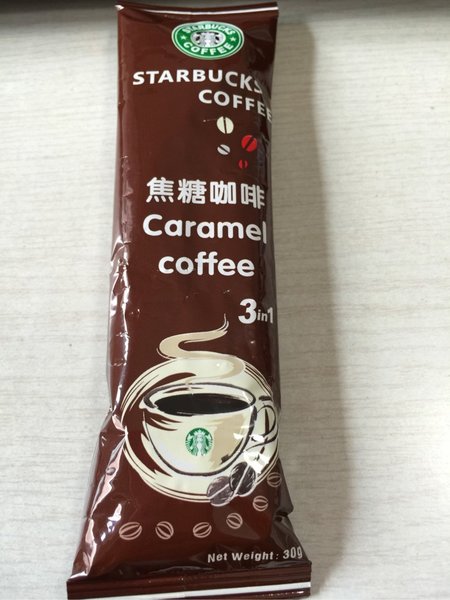 STARBUCKS
COFFEE
STARBUCKS
COFFEE
焦糖咖啡
Caramel
coffee
3in1
Net Weight: 30g